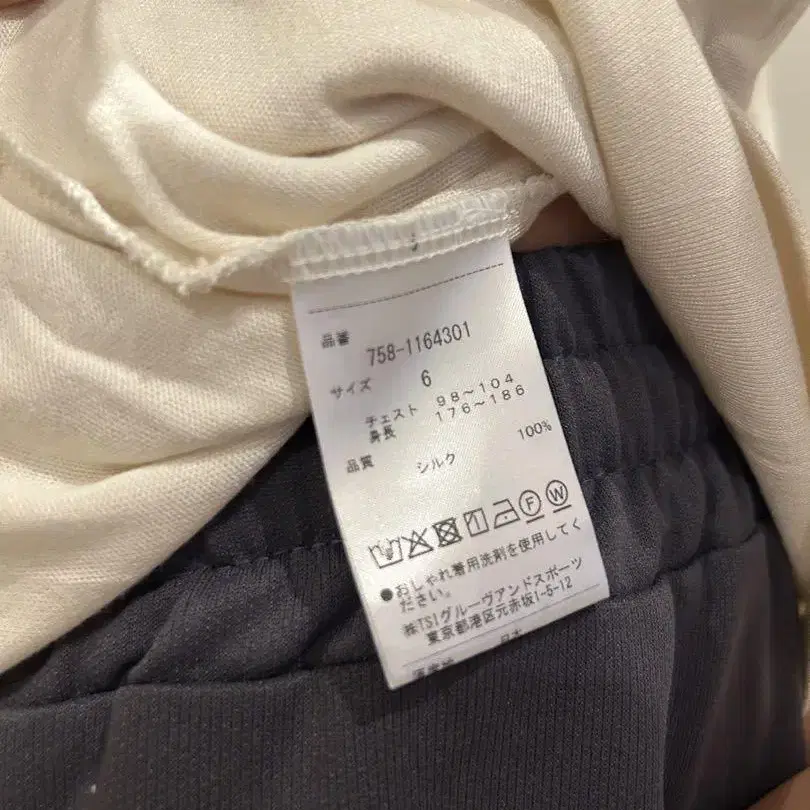 品番 758-1164301
サイズ 6
チェスト 98～104
身長 176～186
品質 シルク 100%
F W
●おしゃれ着用洗剤を使用してく
ださい。
㈱TSIグルーヴアンドスポーツ
東京都港区元赤坂1-5-12
日本